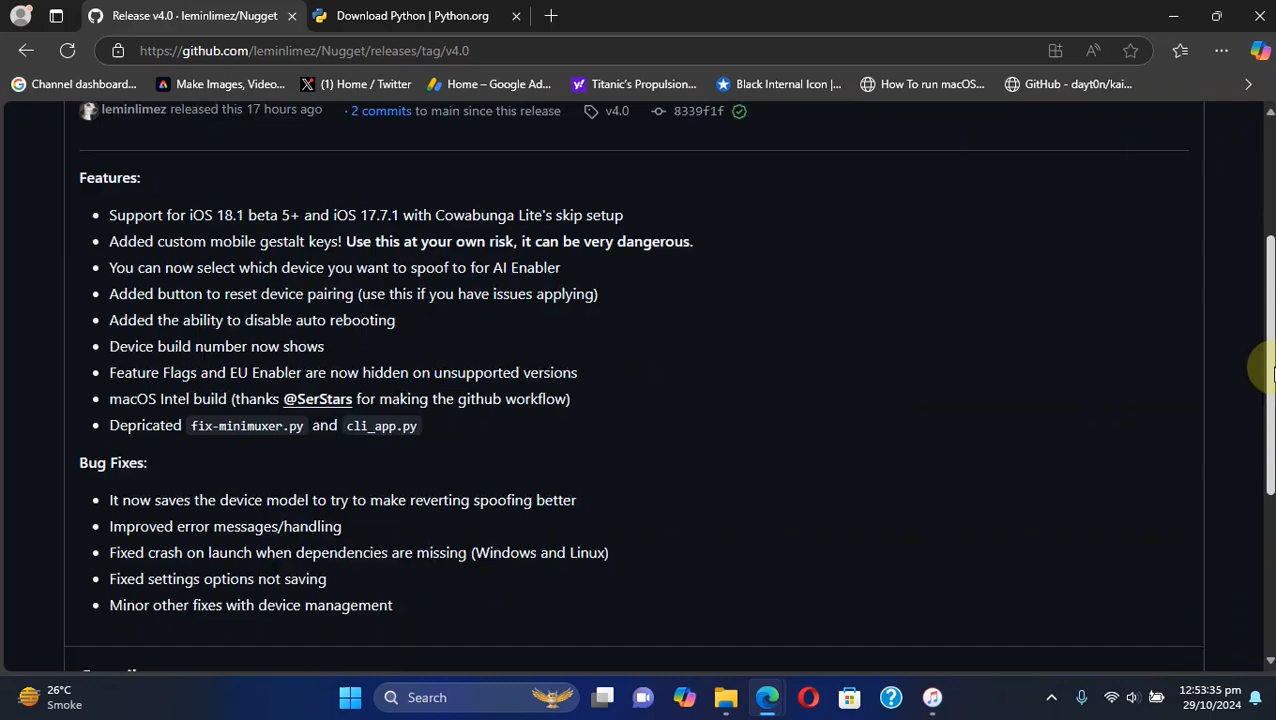 Release v4.0 · leminlimez/Nugget
Download Python | Python.org
https://github.com/leminlimez/Nugget/releases/tag/v4.0
Channel dashboard...
Make Images, Video...
(1) Home / Twitter
Home – Google Ad...
Titanic's Propulsion...
Black Internal Icon |...
How To run macOS...
GitHub - dayt0n/kai...
leminlimez released this 17 hours ago · 2 commits to main since this release v4.0 8339f1f
Features:
• Support for iOS 18.1 beta 5+ and iOS 17.7.1 with Cowabunga Lite's skip setup
• Added custom mobile gestalt keys! Use this at your own risk, it can be very dangerous.
• You can now select which device you want to spoof to for AI Enabler
• Added button to reset device pairing (use this if you have issues applying)
• Added the ability to disable auto rebooting
• Device build number now shows
• Feature Flags and EU Enabler are now hidden on unsupported versions
• macOS Intel build (thanks @SerStars for making the github workflow)
• Depricated fix-minimuxer.py and cli_app.py
Bug Fixes:
• It now saves the device model to try to make reverting spoofing better
• Improved error messages/handling
• Fixed crash on launch when dependencies are missing (Windows and Linux)
• Fixed settings options not saving
• Minor other fixes with device management
26°C
Smoke
Search
12:53:35 pm
29/10/2024